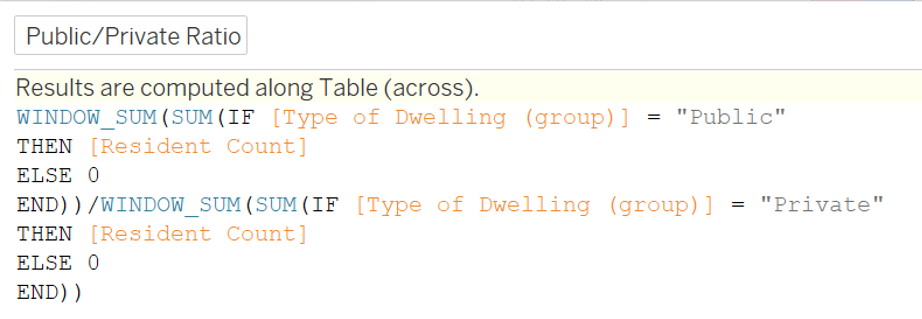 Public/Private Ratio
Results are computed along Table (across).
WINDOW_SUM(SUM(IF [Type of Dwelling (group)] = "Public"
THEN [Resident Count]
ELSE 0
END))/WINDOW_SUM(SUM(IF [Type of Dwelling (group)] = "Private"
THEN [Resident Count]
ELSE 0
END))